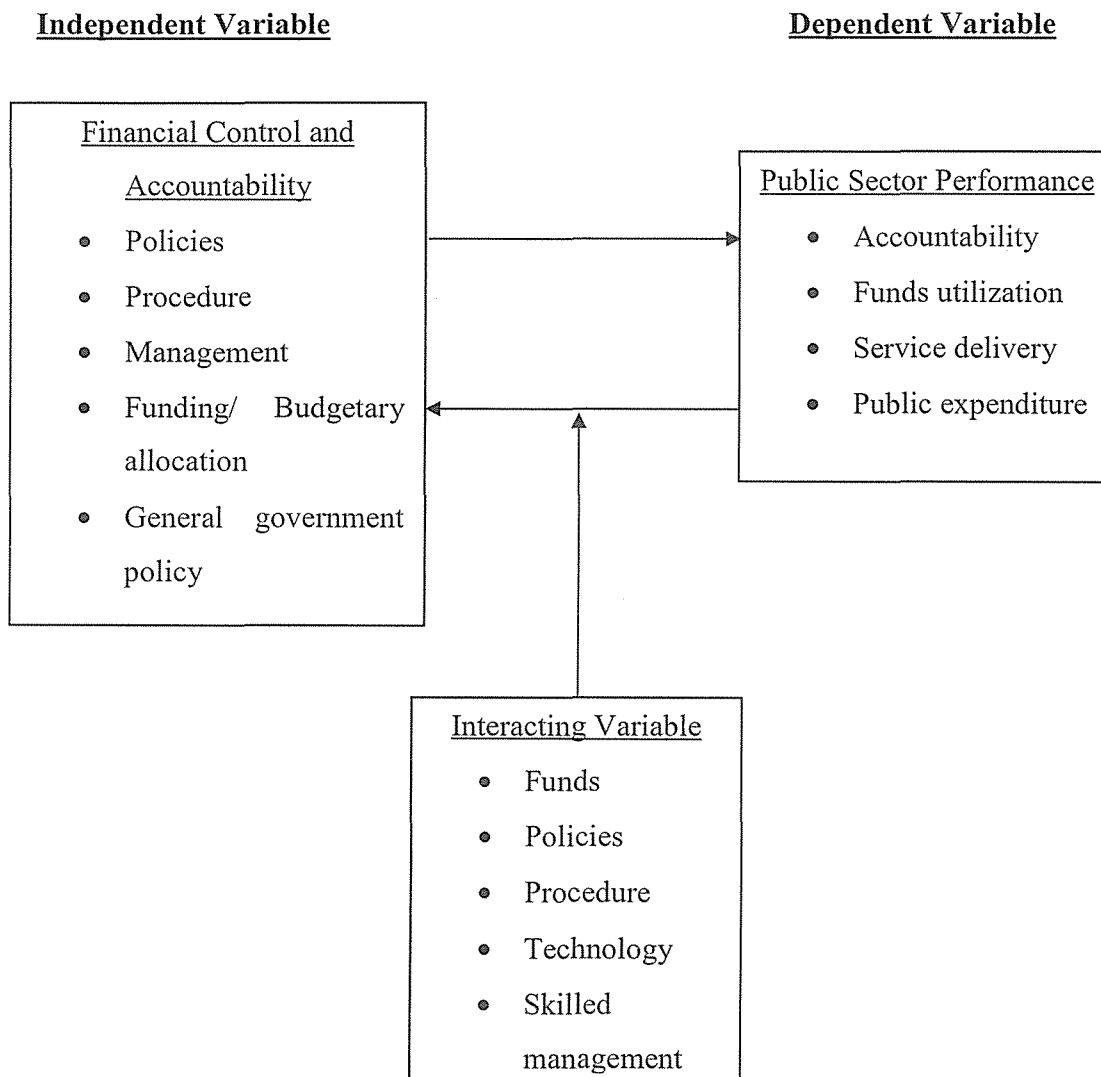 Independent Variable
Dependent Variable
Financial Control and
Accountability
• Policies
• Procedure
• Management
• Funding/ Budgetary
allocation
• General government
policy
Public Sector Performance
• Accountability
• Funds utilization
• Service delivery
• Public expenditure
Interacting Variable
• Funds
• Policies
• Procedure
• Technology
• Skilled
management